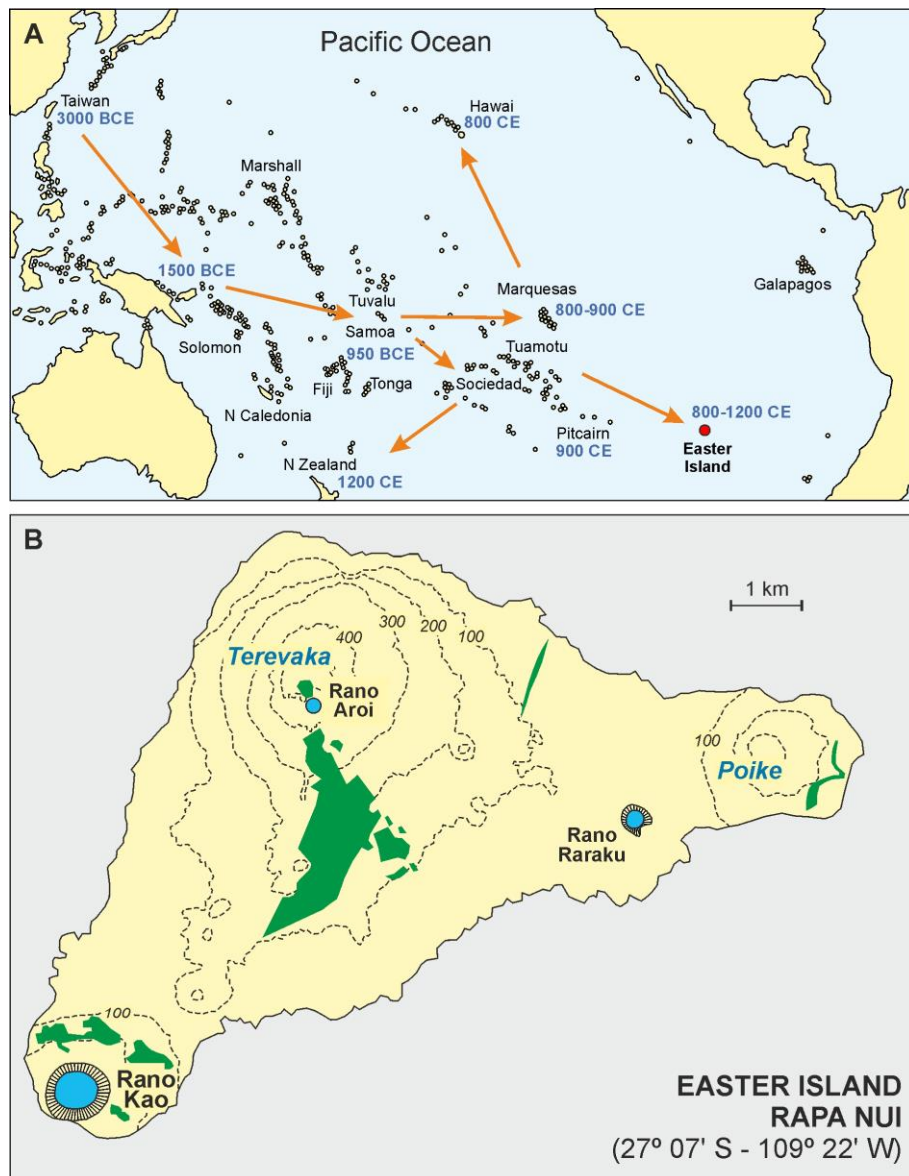 A
Pacific Ocean
Taiwan
3000 BCE
Hawai
800 CE
Marshall
1500 BCE
Galapagos
Marquesas
800-900 CE
Tuvalu
Solomon
Samoa
950 BCE
Tuamotu
Fiji
Tonga
Sociedad
N Caledonia
800-1200 CE
Pitcairn
900 CE
Easter
Island
N Zealand
1200 CE
B
1 km
400
300
200
100
Terevaka
Rano
Aroi
100
Poike
Rano
Raraku
100
Rano
Kao
EASTER ISLAND
RAPA NUI
(27º 07' S - 109º 22' W)